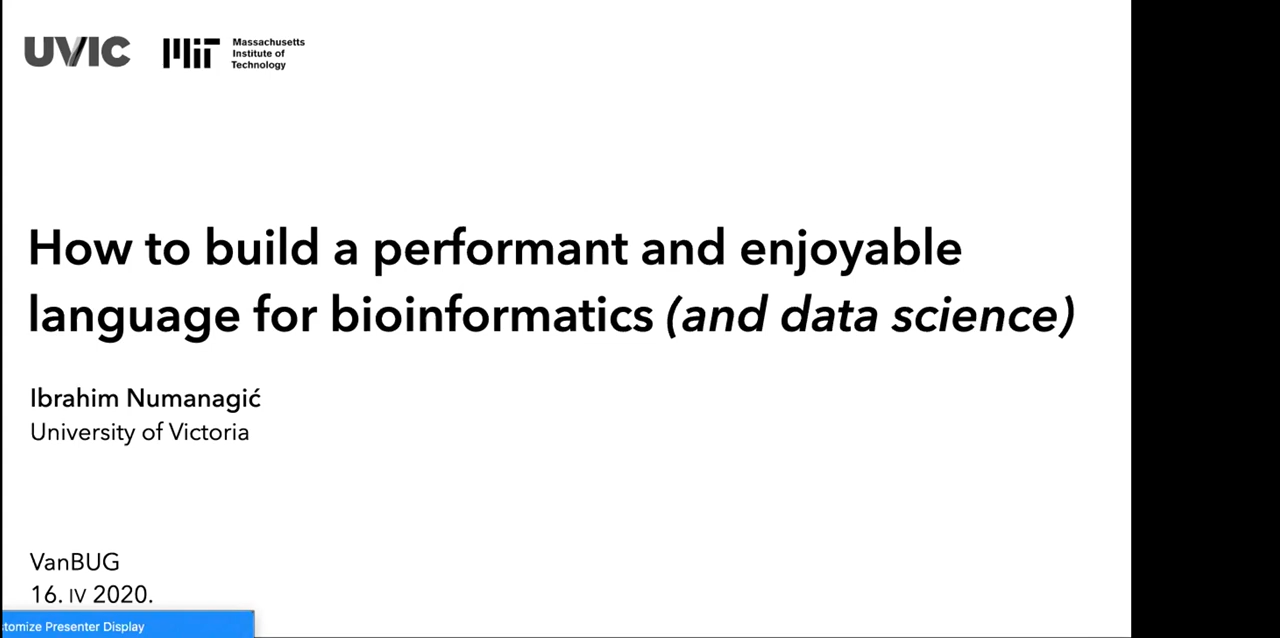 UVIC
MIT
Massachusetts
Institute of
Technology
How to build a performant and enjoyable
language for bioinformatics (and data science)
Ibrahim Numanagić
University of Victoria
VanBUG
16. IV 2020.
tomize Presenter Display